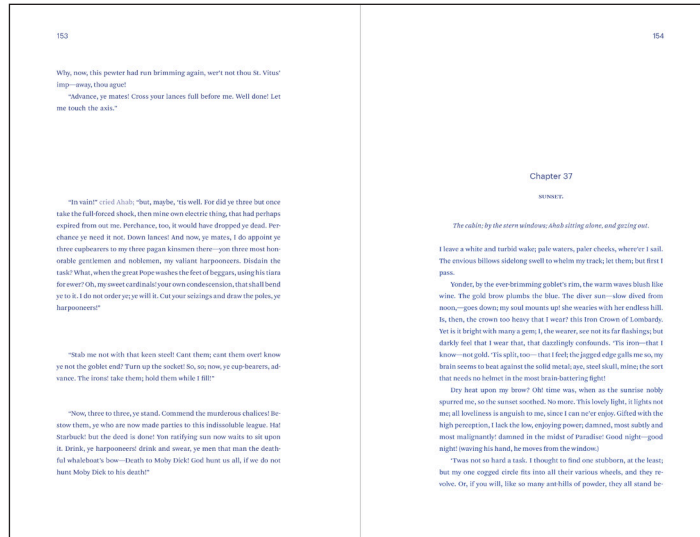 153
Why, now, this pewter had run brimming again, wer't not thou St. Vitus'
imp—away, thou ague!
"Advance, ye mates! Cross your lances full before me. Well done! Let
me touch the axis."
"In vain!" cried Ahab; "but, maybe, 'tis well. For did ye three but once
take the full-forced shock, then mine own electric thing, that had perhaps
expired from out me. Perchance, too, it would have dropped ye dead. Per-
chance ye need it not. Down lances! And now, ye mates, I do appoint ye
three cupbearers to my three pagan kinsmen there—yon three most hon-
orable gentlemen and noblemen, my valiant harpooneers. Disdain the
task? What, when the great Pope washes the feet of beggars, using his tiara
for ewer? Oh, my sweet cardinals! your own condescension, that shall bend
ye to it. I do not order ye; ye will it. Cut your seizings and draw the poles, ye
harpooneers!"
"Stab me not with that keen steel! Cant them; cant them over! know
ye not the goblet end? Turn up the socket! So, so; now, ye cup-bearers, ad-
vance. The irons! take them; hold them while I fill!"
"Now, three to three, ye stand. Commend the murderous chalices! Be-
stow them, ye who are now made parties to this indissoluble league. Ha!
Starbuck! but the deed is done! Yon ratifying sun now waits to sit upon
it. Drink, ye harpooneers! drink and swear, ye men that man the death-
ful whaleboat's bow—Death to Moby Dick! God hunt us all, if we do not
hunt Moby Dick to his death!"
154
Chapter 37
SUNSET.
The cabin; by the stern windows; Ahab sitting alone, and gazing out.
I leave a white and turbid wake; pale waters, paler cheeks, where'er I sail.
The envious billows sidelong swell to whelm my track; let them; but first I
pass.
Yonder, by the ever-brimming goblet's rim, the warm waves blush like
wine. The gold brow plumbs the blue. The diver sun—slow dived from
noon,—goes down; my soul mounts up! she wearies with her endless hill.
Is, then, the crown too heavy that I wear? this Iron Crown of Lombardy.
Yet is it bright with many a gem; I, the wearer, see not its far flashings; but
darkly feel that I wear that, that dazzlingly confounds. 'Tis iron—that I
know—not gold. 'Tis split, too— that I feel; the jagged edge galls me so, my
brain seems to beat against the solid metal; aye, steel skull, mine; the sort
that needs no helmet in the most brain-battering fight!
Dry heat upon my brow? Oh! time was, when as the sunrise nobly
spurred me, so the sunset soothed. No more. This lovely light, it lights not
me; all loveliness is anguish to me, since I can ne'er enjoy. Gifted with the
high perception, I lack the low, enjoying power; damned, most subtly and
most malignantly! damned in the midst of Paradise! Good night—good
night! (waving his hand, he moves from the window.)
'Twas not so hard a task. I thought to find one stubborn, at the least;
but my one cogged circle fits into all their various wheels, and they re-
volve. Or, if you will, like so many ant-hills of powder, they all stand be-